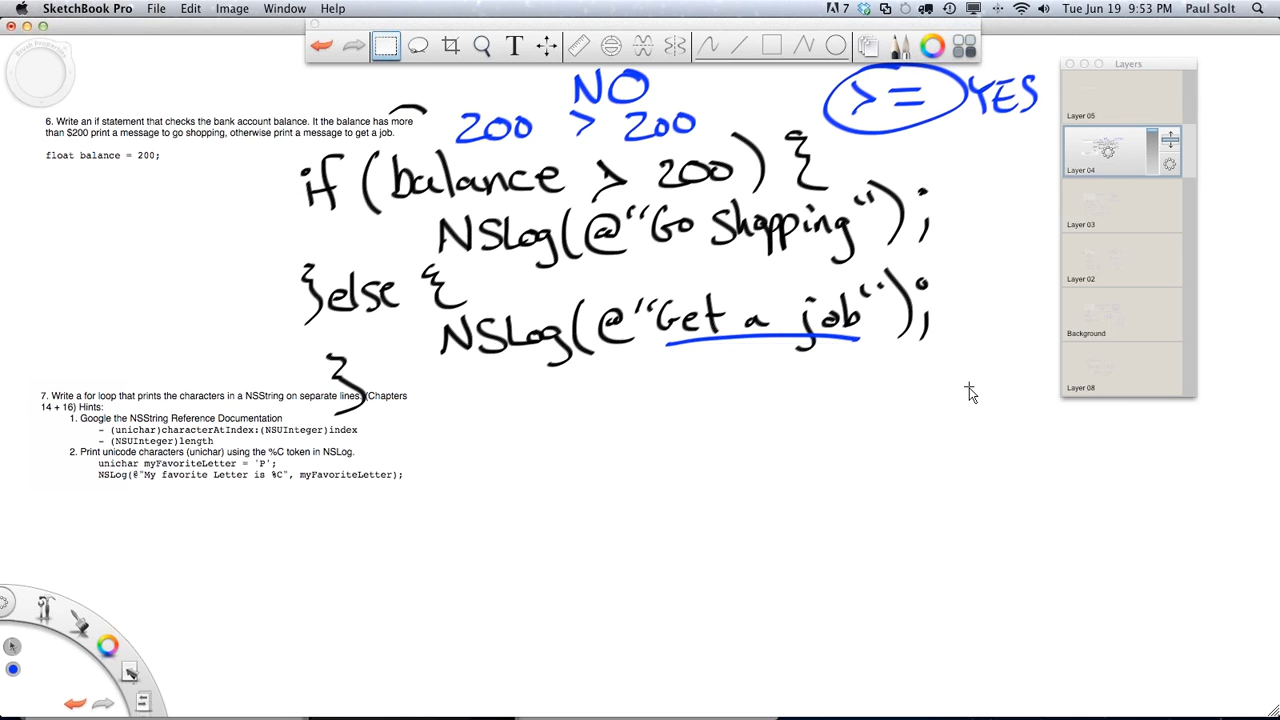 SketchBook Pro File Edit Image Window Help
7 Tue Jun 19 9:53 PM Paul Solt
T
Layers
Layer 05
Layer 04
Layer 03
Layer 02
Background
Layer 08
6. Write an if statement that checks the bank account balance. It the balance has more
than $200 print a message to go shopping, otherwise print a message to get a job.
float balance = 200;
NO
>= YES
200 > 200
if (balance > 200) {
NSLog(@"Go Shopping");
}else {
NSLog(@"Get a job");
}
7. Write a for loop that prints the characters in a NSString on separate lines. (Chapters
14 + 16) Hints:
1. Google the NSString Reference Documentation
- (unichar)characterAtIndex:(NSUInteger)index
- (NSUInteger)length
2. Print unicode characters (unichar) using the %C token in NSLog.
unichar myFavoriteLetter = 'P';
NSLog(@"My favorite Letter is %C", myFavoriteLetter);